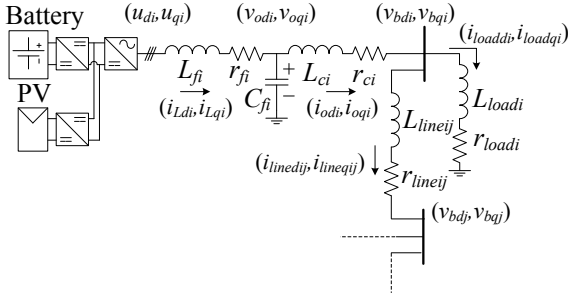 Battery
(u_di, u_qi)
(v_odi, v_oqi)
(v_bdi, v_bqi)
(i_loaddi, i_loadqi)
L_fi
r_fi
C_fi
L_ci
r_ci
+
−
+
PV
(i_Ldi, i_Lqi)
(i_odi, i_oqi)
L_lineij
L_loadi
r_loadi
(i_linedij, i_lineqij)
r_lineij
(v_bdj, v_bqj)